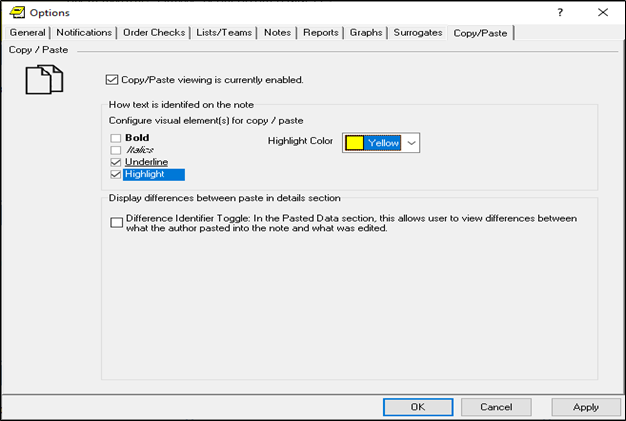 Options
?
General Notifications Order Checks Lists/Teams Notes Reports Graphs Surrogates Copy/Paste
Copy / Paste
Copy/Paste viewing is currently enabled.
How text is identifed on the note
Configure visual element(s) for copy / paste
Bold
Highlight Color Yellow
Italics
Underline
Highlight
Display differences between paste in details section
Difference Identifier Toggle: In the Pasted Data section, this allows user to view differences between
what the author pasted into the note and what was edited.
OK Cancel Apply